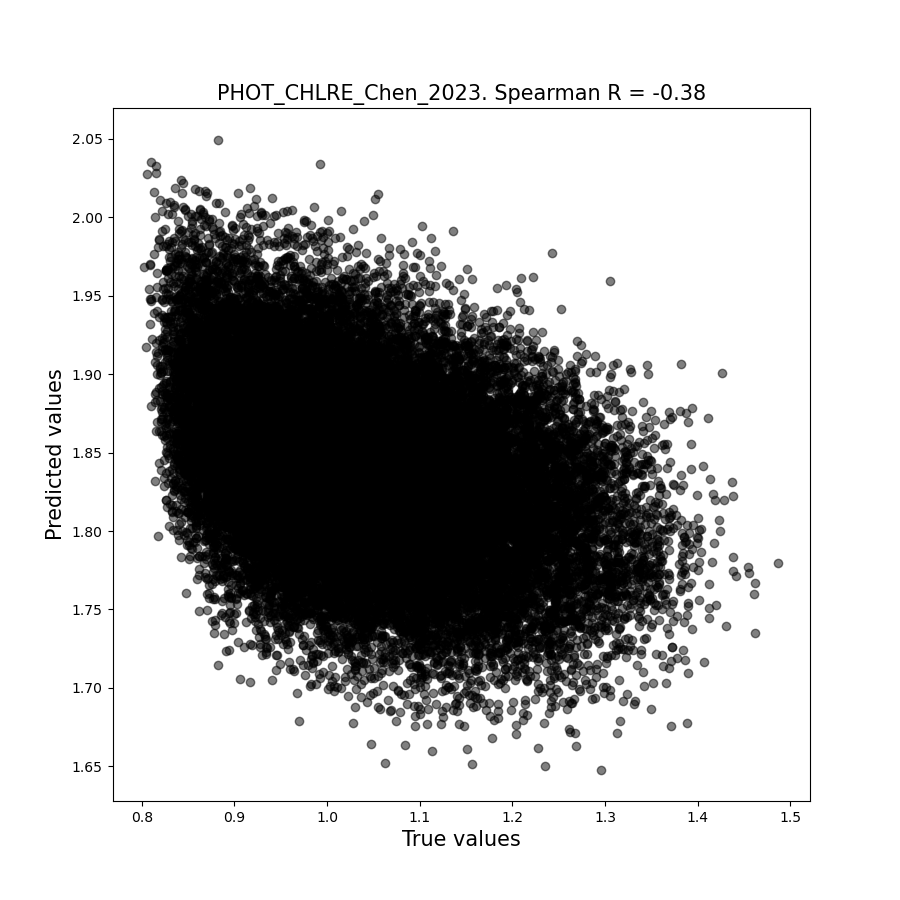 PHOT_CHLRE_Chen_2023. Spearman R = -0.38
2.05
2.00
1.95
1.90
1.85
1.80
1.75
1.70
1.65
Predicted values
0.8 0.9 1.0 1.1 1.2 1.3 1.4 1.5
True values